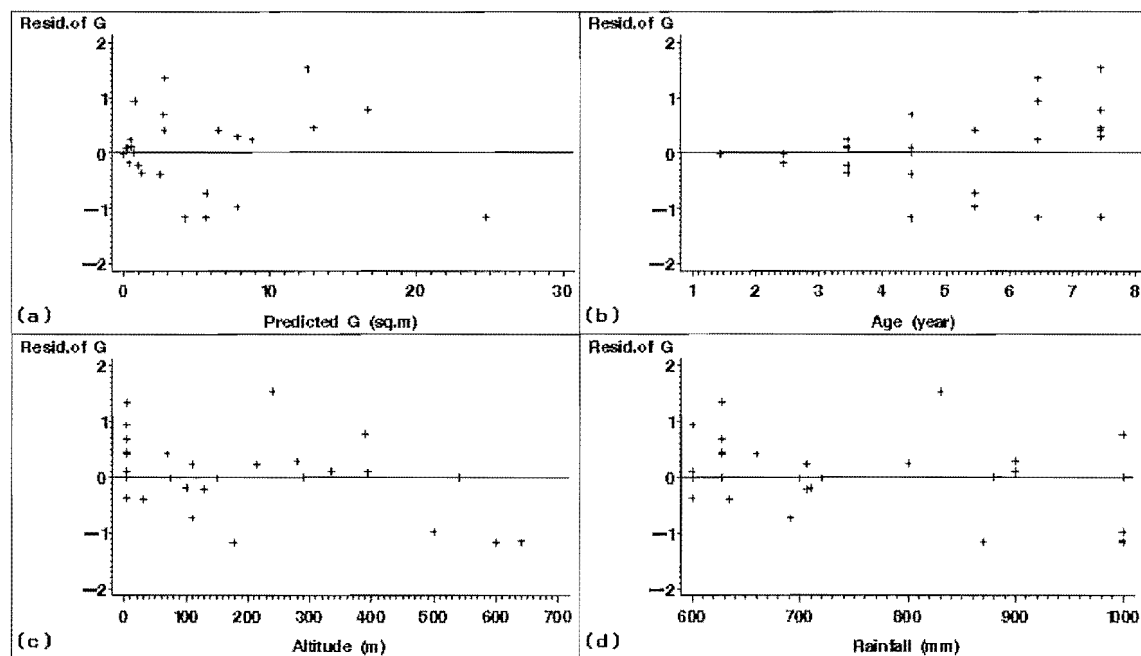 Resid.of G
2
1
0
−1
−2
0 10 20 30
(a) Predicted G (sq.m)
Resid.of G
2
1
0
−1
−2
1 2 3 4 5 6 7 8
(b) Age (year)
Resid.of G
2
1
0
−1
−2
0 100 200 300 400 500 600 700
(c) Altitude (m)
Resid.of G
2
1
0
−1
−2
600 700 800 900 1000
(d) Rainfall (mm)